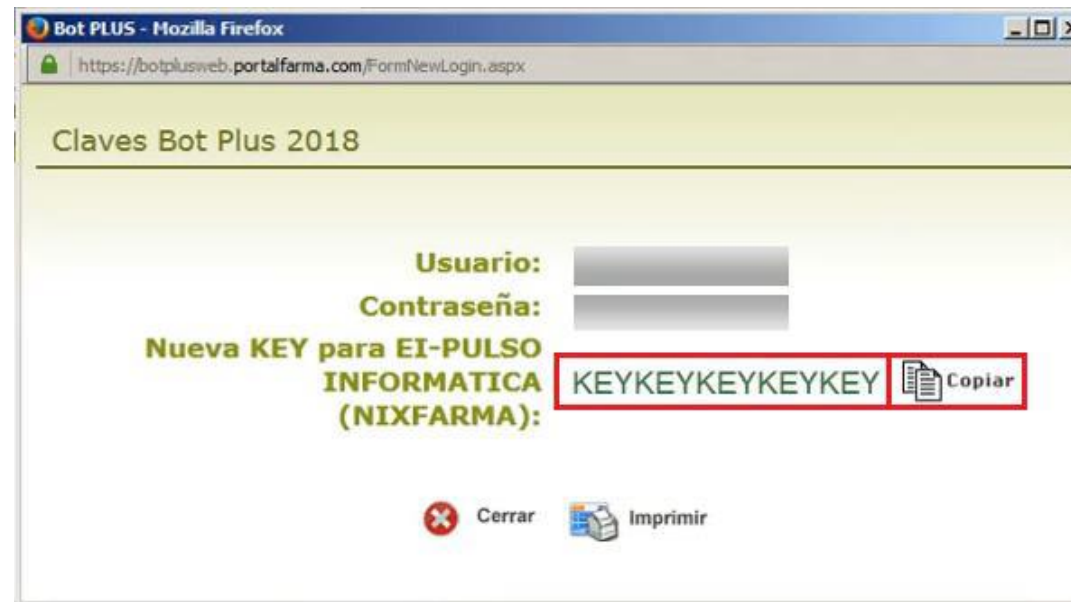 Bot PLUS - Mozilla Firefox
https://botplusweb.portalfarma.com/FormNewLogin.aspx
Claves Bot Plus 2018
Usuario:
Contraseña:
Nueva KEY para EI-PULSO
INFORMATICA
(NIXFARMA):
KEYKEYKEYKEYKEY
Copiar
Cerrar
Imprimir